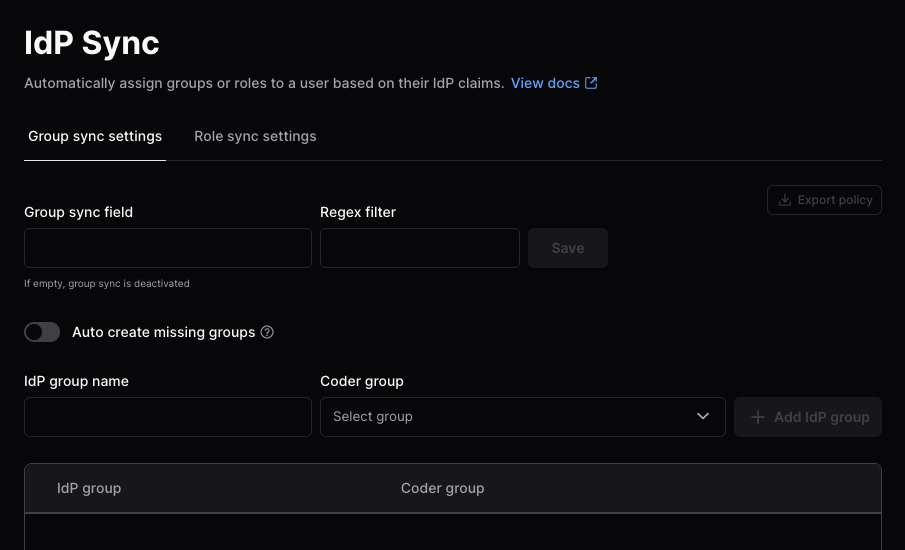 IdP Sync
Automatically assign groups or roles to a user based on their IdP claims. View docs
Group sync settings Role sync settings
Export policy
Group sync field Regex filter
Save
If empty, group sync is deactivated
Auto create missing groups
IdP group name Coder group
Select group Add IdP group
IdP group Coder group